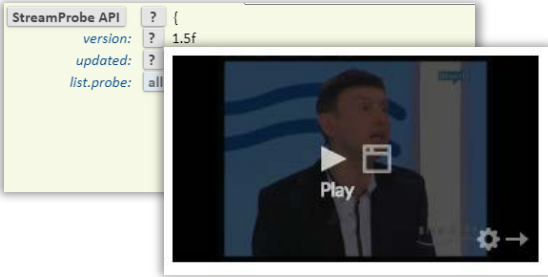 StreamProbe API ? {
version: ? 1.5f
updated: ?
list.probe: all
Play